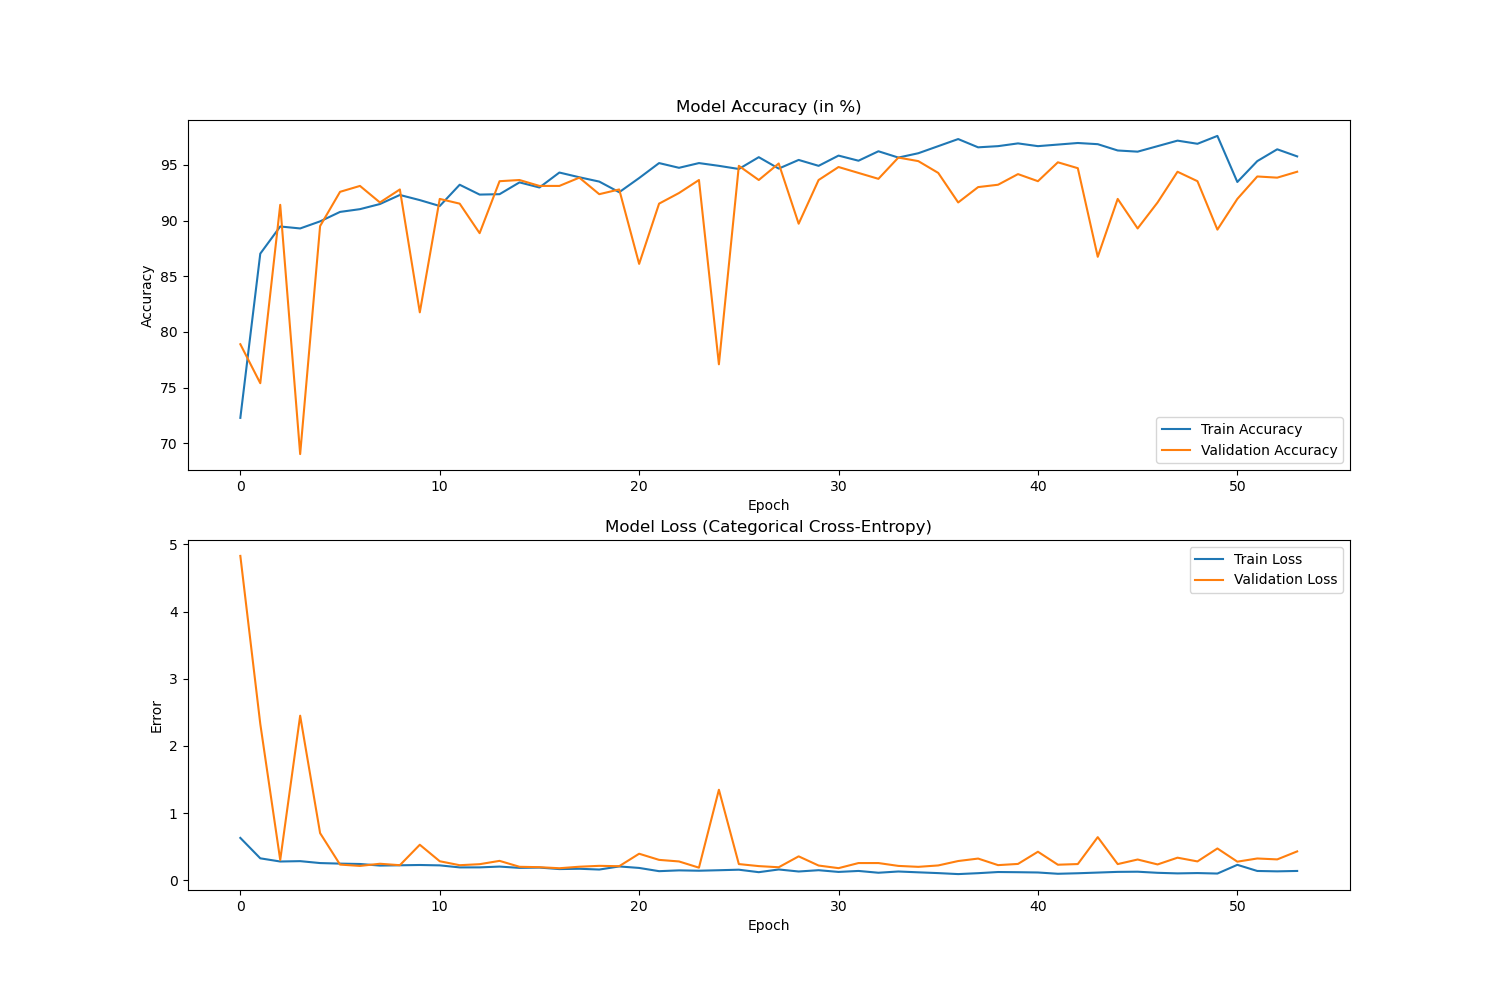 Model Accuracy (in %)
Accuracy
95
90
85
80
75
70
Train Accuracy
Validation Accuracy
0 10 20 30 40 50
Epoch
Model Loss (Categorical Cross-Entropy)
Error
5
4
3
2
1
0
Train Loss
Validation Loss
0 10 20 30 40 50
Epoch